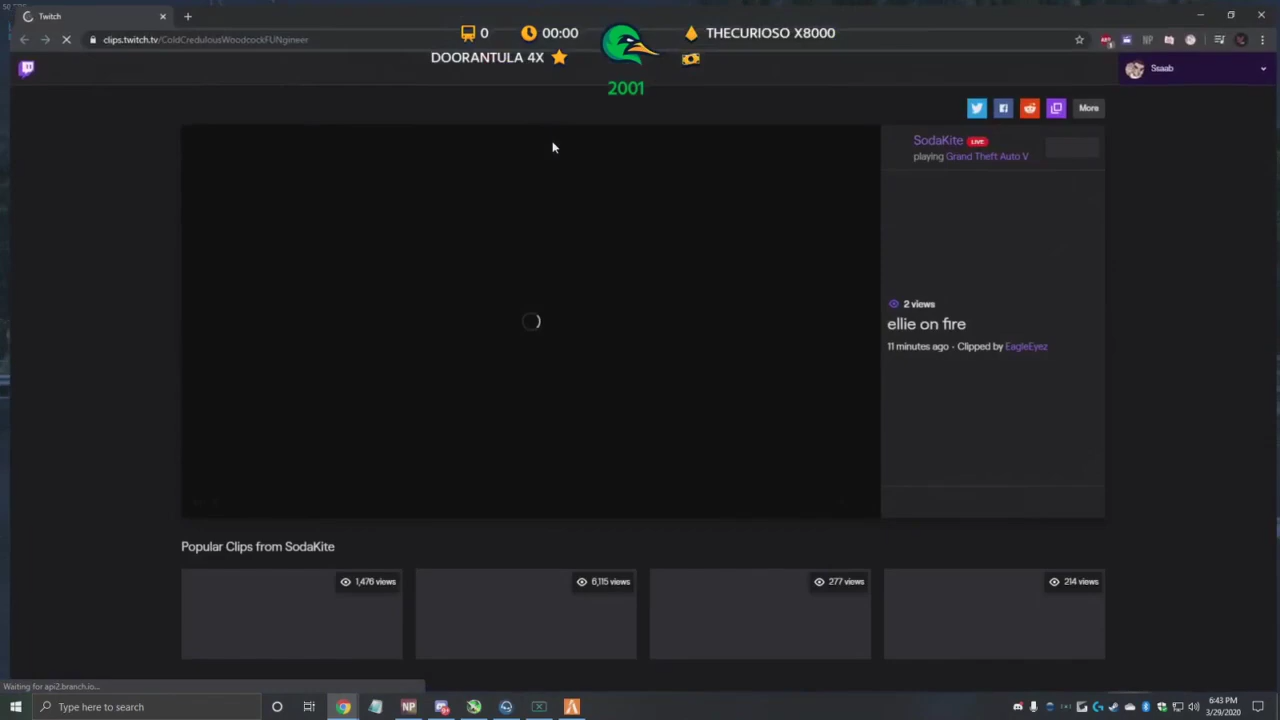 Twitch
0
00:00
THECURIOSO X8000
clips.twitch.tv/ColdCredulousWoodcockFUNgineer
DOORANTULA 4X
Ssaab
2001
More
SodaKite LIVE
playing Grand Theft Auto V
2 views
ellie on fire
11 minutes ago · Clipped by EagleEyez
Popular Clips from SodaKite
1,476 views
6,115 views
277 views
214 views
Waiting for api2.branch.io...
Type here to search
NP
6:43 PM
3/29/2020